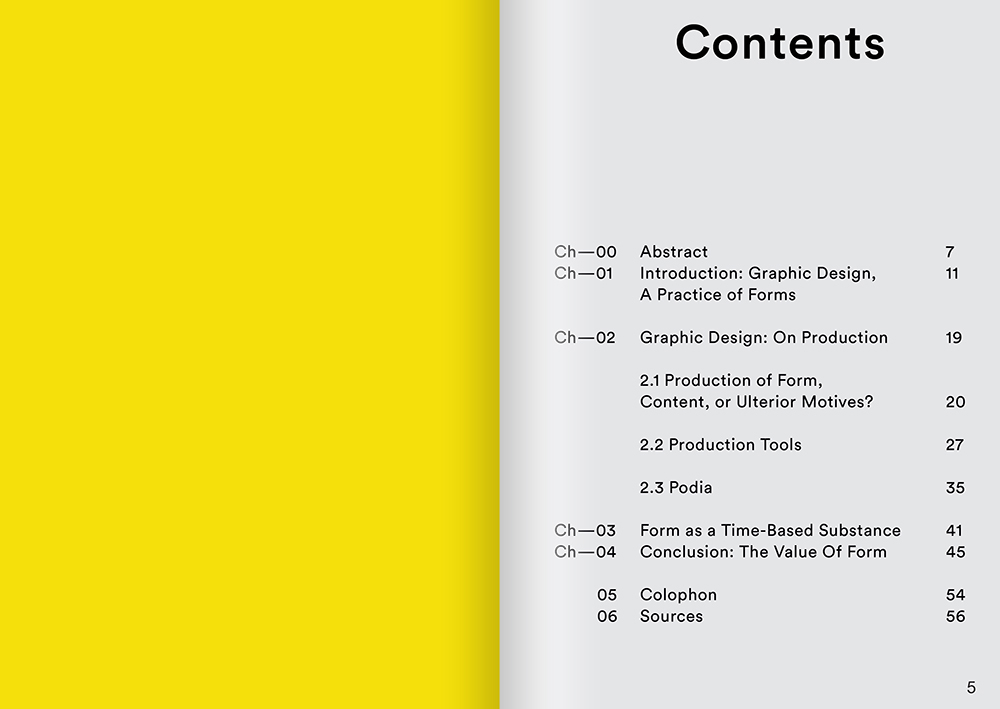 Contents
Ch—00 Abstract 7
Ch—01 Introduction: Graphic Design, 11
A Practice of Forms
Ch—02 Graphic Design: On Production 19
2.1 Production of Form,
Content, or Ulterior Motives? 20
2.2 Production Tools 27
2.3 Podia 35
Ch—03 Form as a Time-Based Substance 41
Ch—04 Conclusion: The Value Of Form 45
05 Colophon 54
06 Sources 56
5